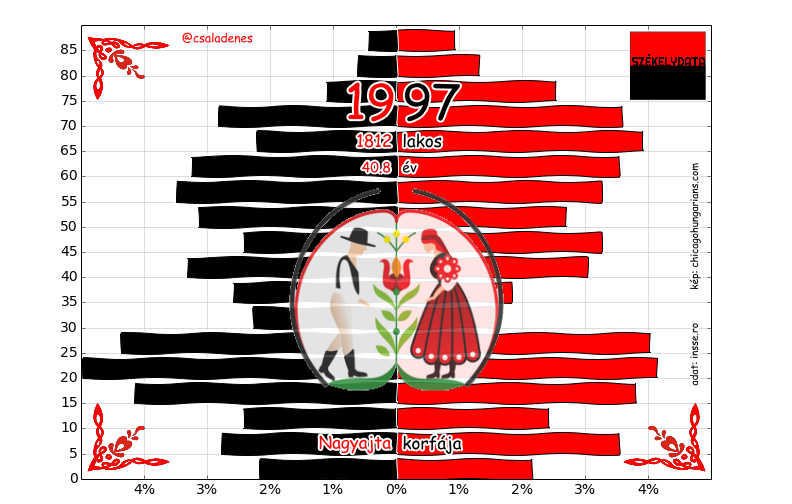 @csaladenes
SZÉKELYDATA
1997
1812 lakos
40.8 év
kép: chicagohungarians.com
adat: insse.ro
Nagyajta korfája
85
80
75
70
65
60
55
50
45
40
35
30
25
20
15
10
5
0
4% 3% 2% 1% 0% 1% 2% 3% 4%